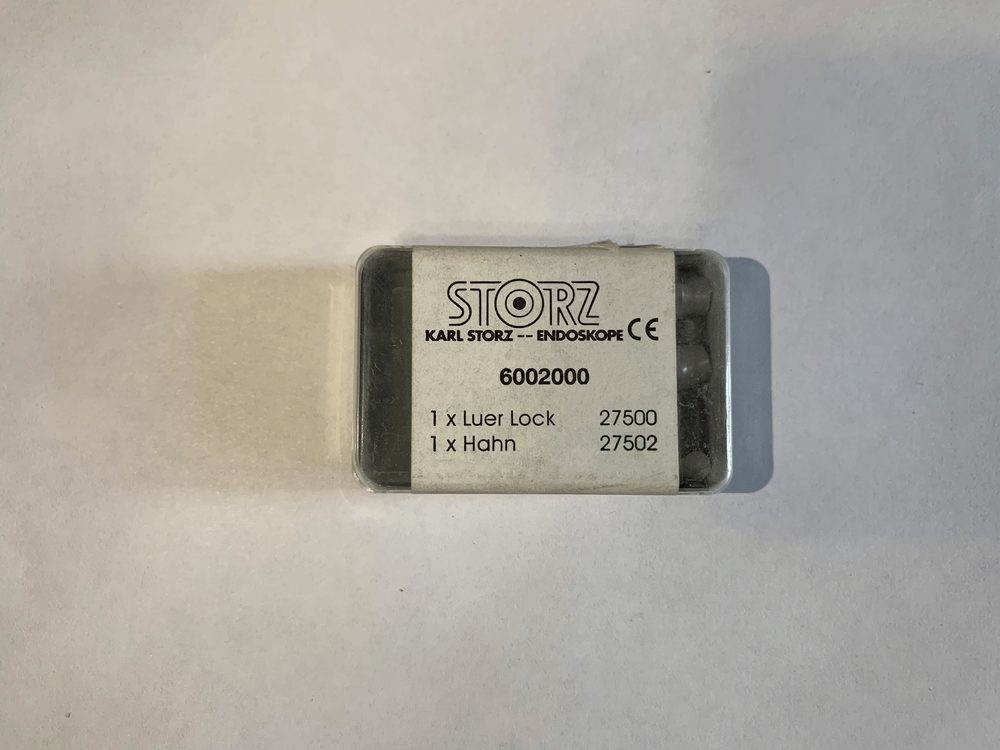 STORZ
KARL STORZ -- ENDOSKOPE CE
6002000
1 x Luer Lock 27500
1 x Hahn 27502